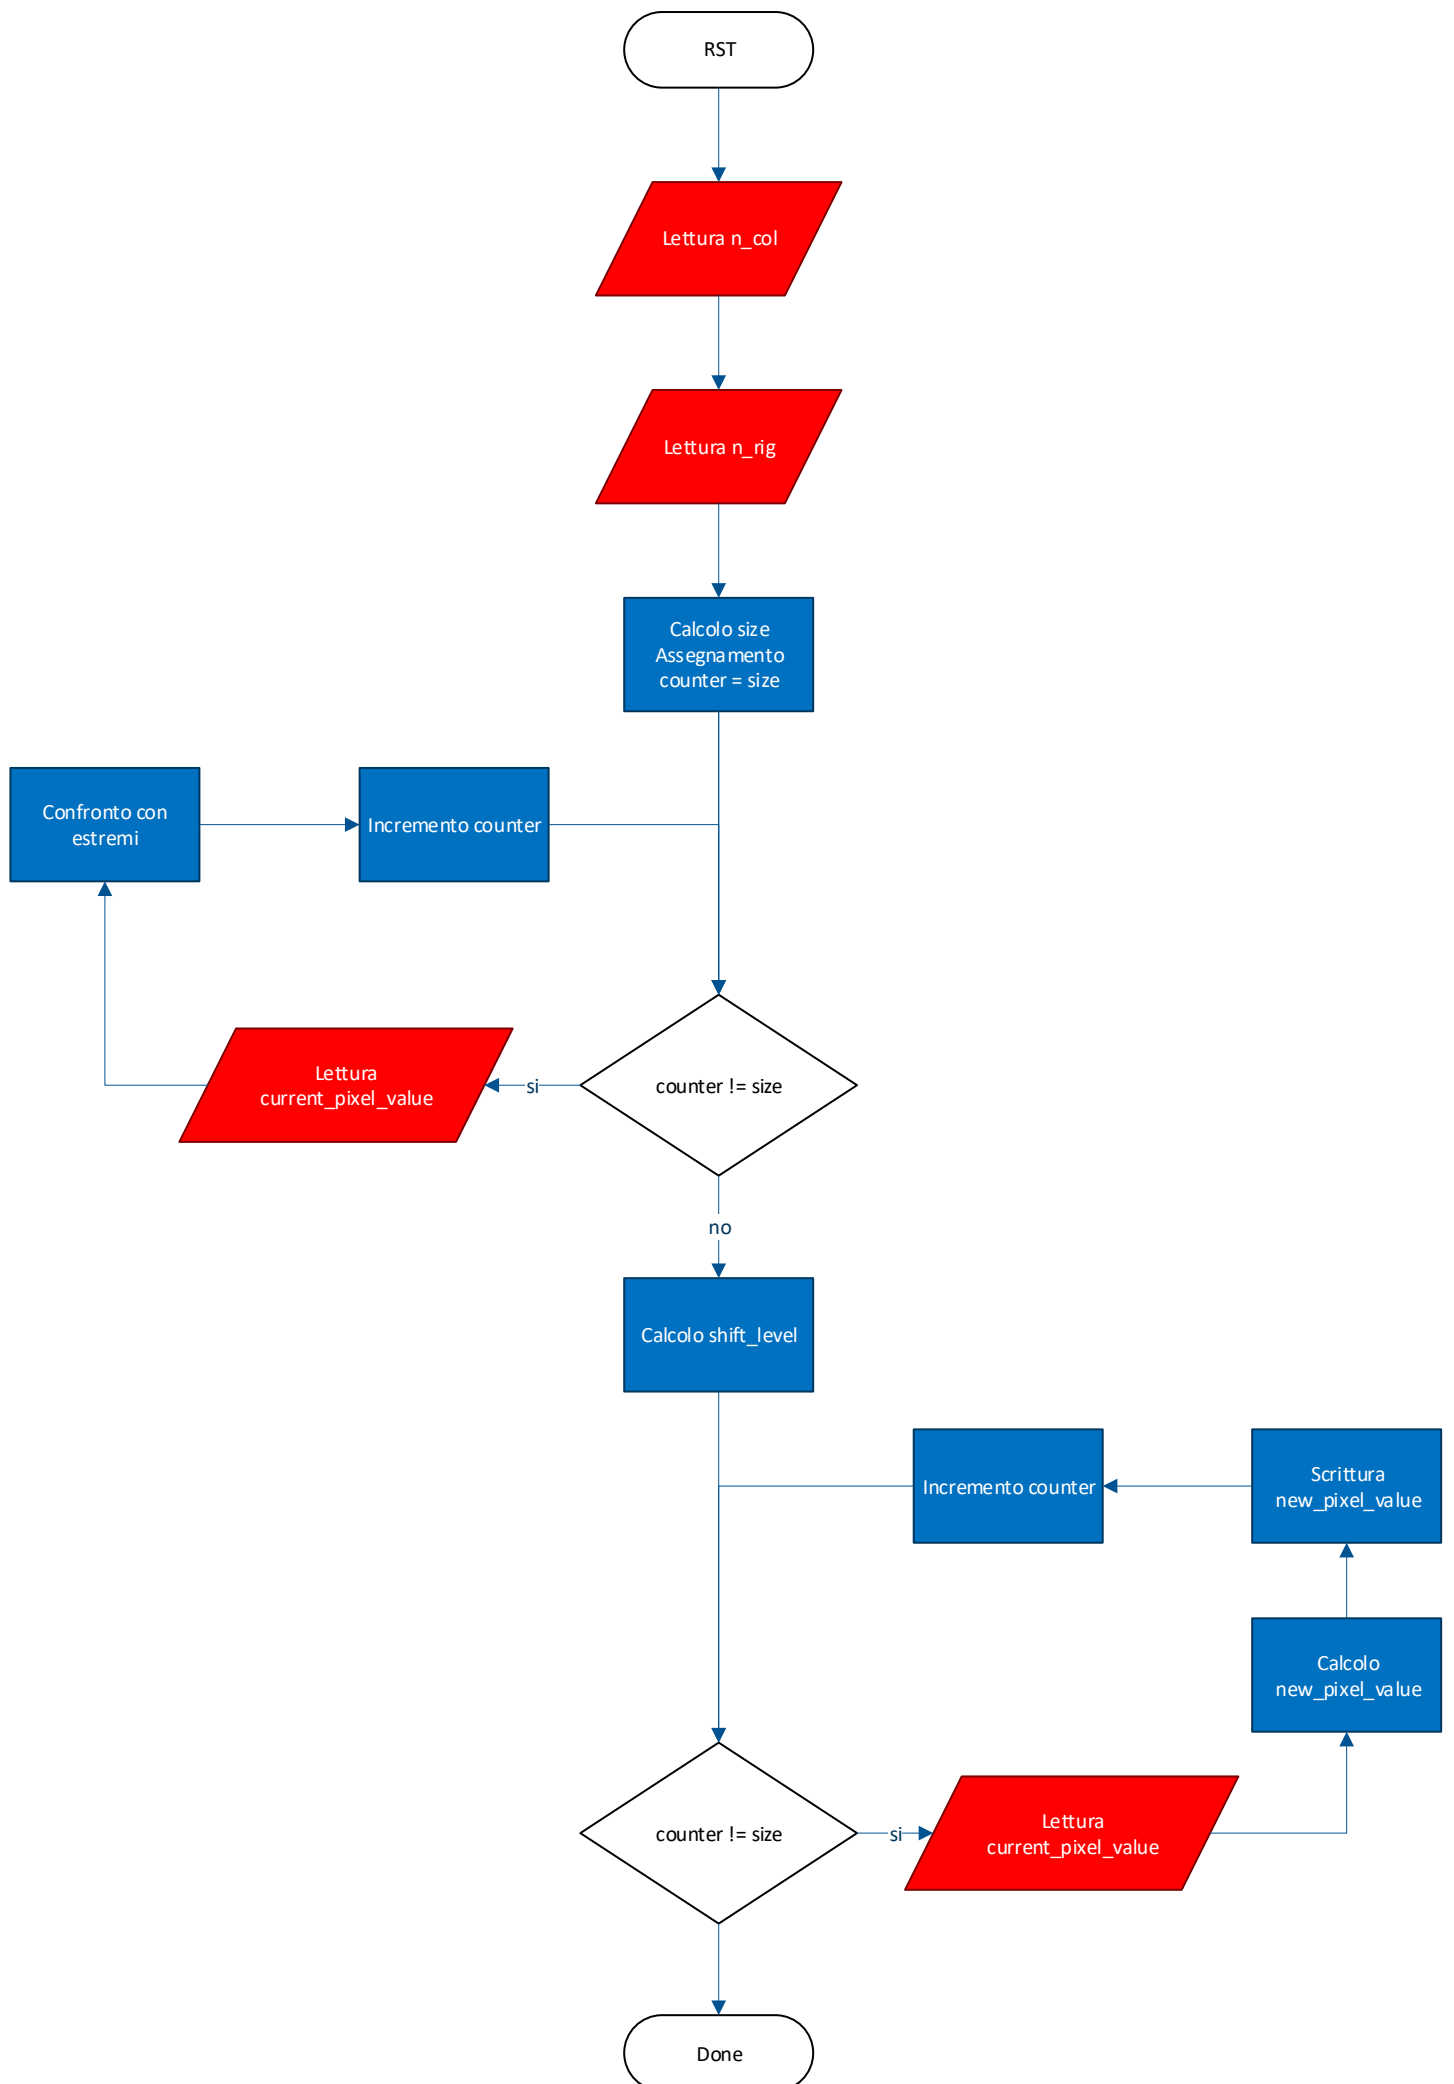 RST
Lettura n_col
Lettura n_rig
Calcolo size
Assegnamento
counter = size
Confronto con
estremi
Incremento counter
Lettura
current_pixel_value
si
counter != size
no
Calcolo shift_level
Incremento counter
Scrittura
new_pixel_value
Calcolo
new_pixel_value
counter != size
si
Lettura
current_pixel_value
Done